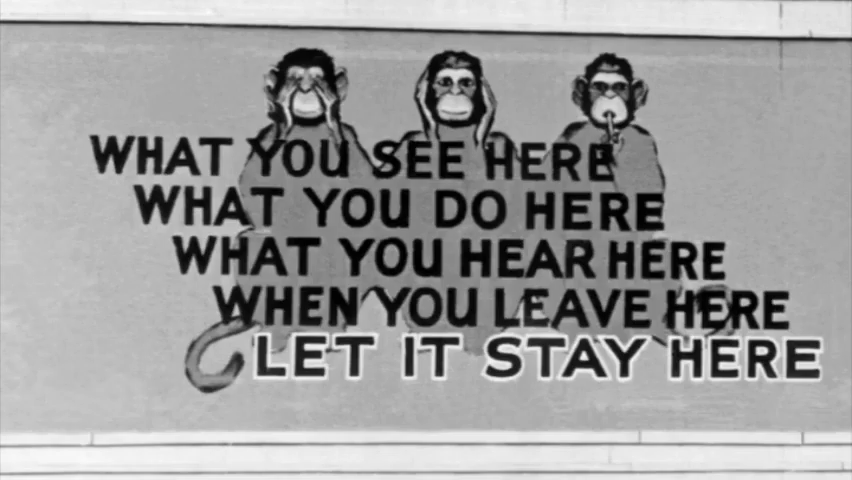 WHAT YOU SEE HERE
WHAT YOU DO HERE
WHAT YOU HEAR HERE
WHEN YOU LEAVE HERE
LET IT STAY HERE